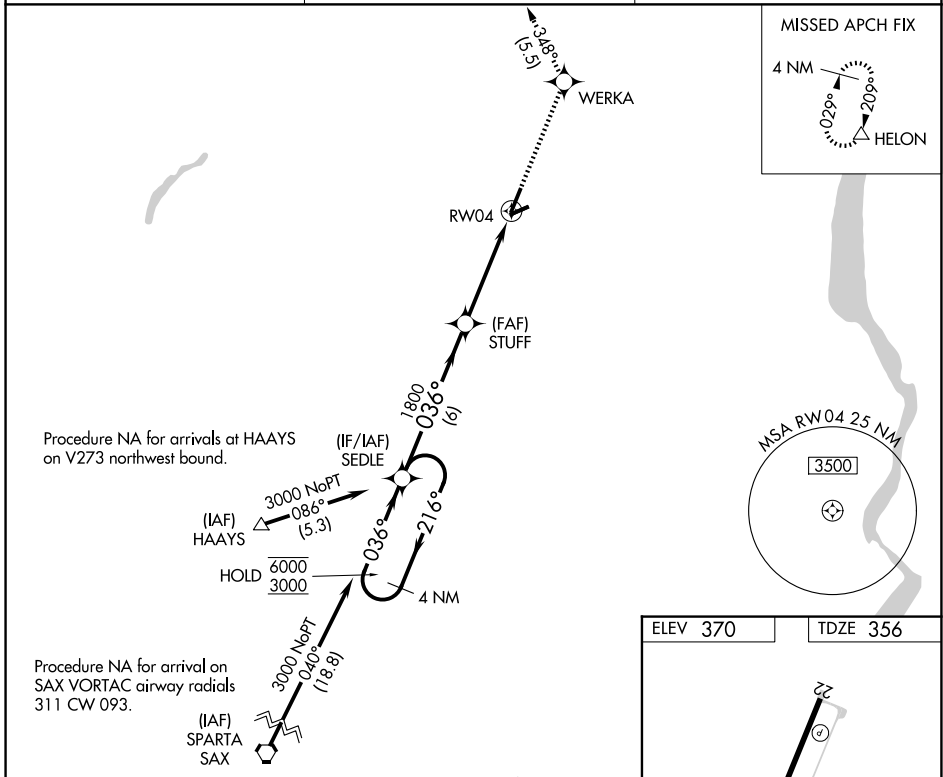 348°
(5.5)
WERKA
MISSED APCH FIX
4 NM
029°
209°
HELON
RW04
(FAF)
STUFF
1800
036°
(6)
Procedure NA for arrivals at HAAYS
on V273 northwest bound.
(IF/IAF)
SEDLE
3000 NoPT
086°
(5.3)
(IAF)
HAAYS
036°
216°
HOLD
6000
3000
4 NM
MSA RW04 25 NM
3500
3000 NoPT
040°
(18.8)
Procedure NA for arrival on
SAX VORTAC airway radials
311 CW 093.
(IAF)
SPARTA
SAX
ELEV 370
TDZE 356
22
P